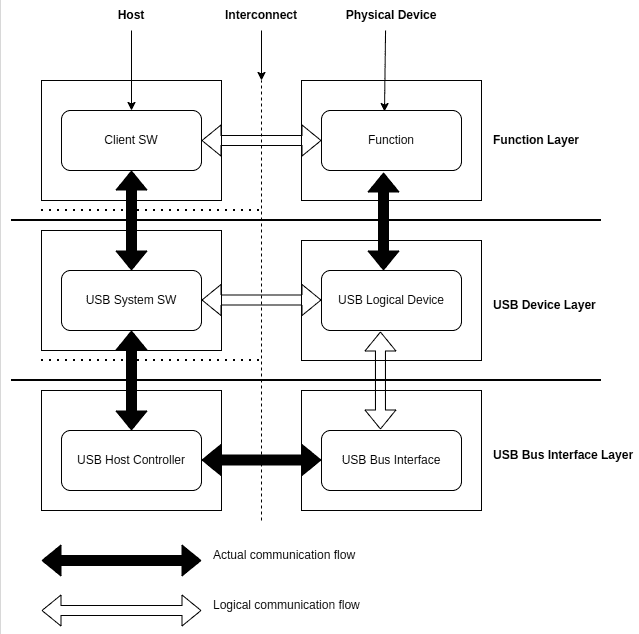 Host
Interconnect
Physical Device
Client SW
Function
Function Layer
USB System SW
USB Logical Device
USB Device Layer
USB Host Controller
USB Bus Interface
USB Bus Interface Layer
Actual communication flow
Logical communication flow